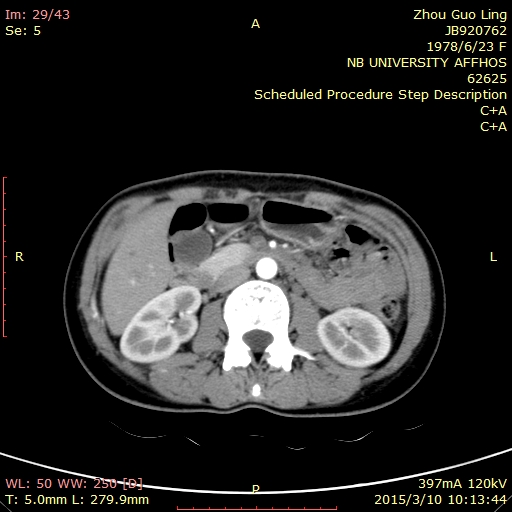 Im: 29/43
Se: 5
A
Zhou Guo Ling
JB920762
1978/6/23 F
NB UNIVERSITY AFFHOS
62625
Scheduled Procedure Step Description
C+A
C+A
R
L
WL: 50 WW: 250 [D]
T: 5.0mm L: 279.9mm
P
397mA 120kV
2015/3/10 10:13:44